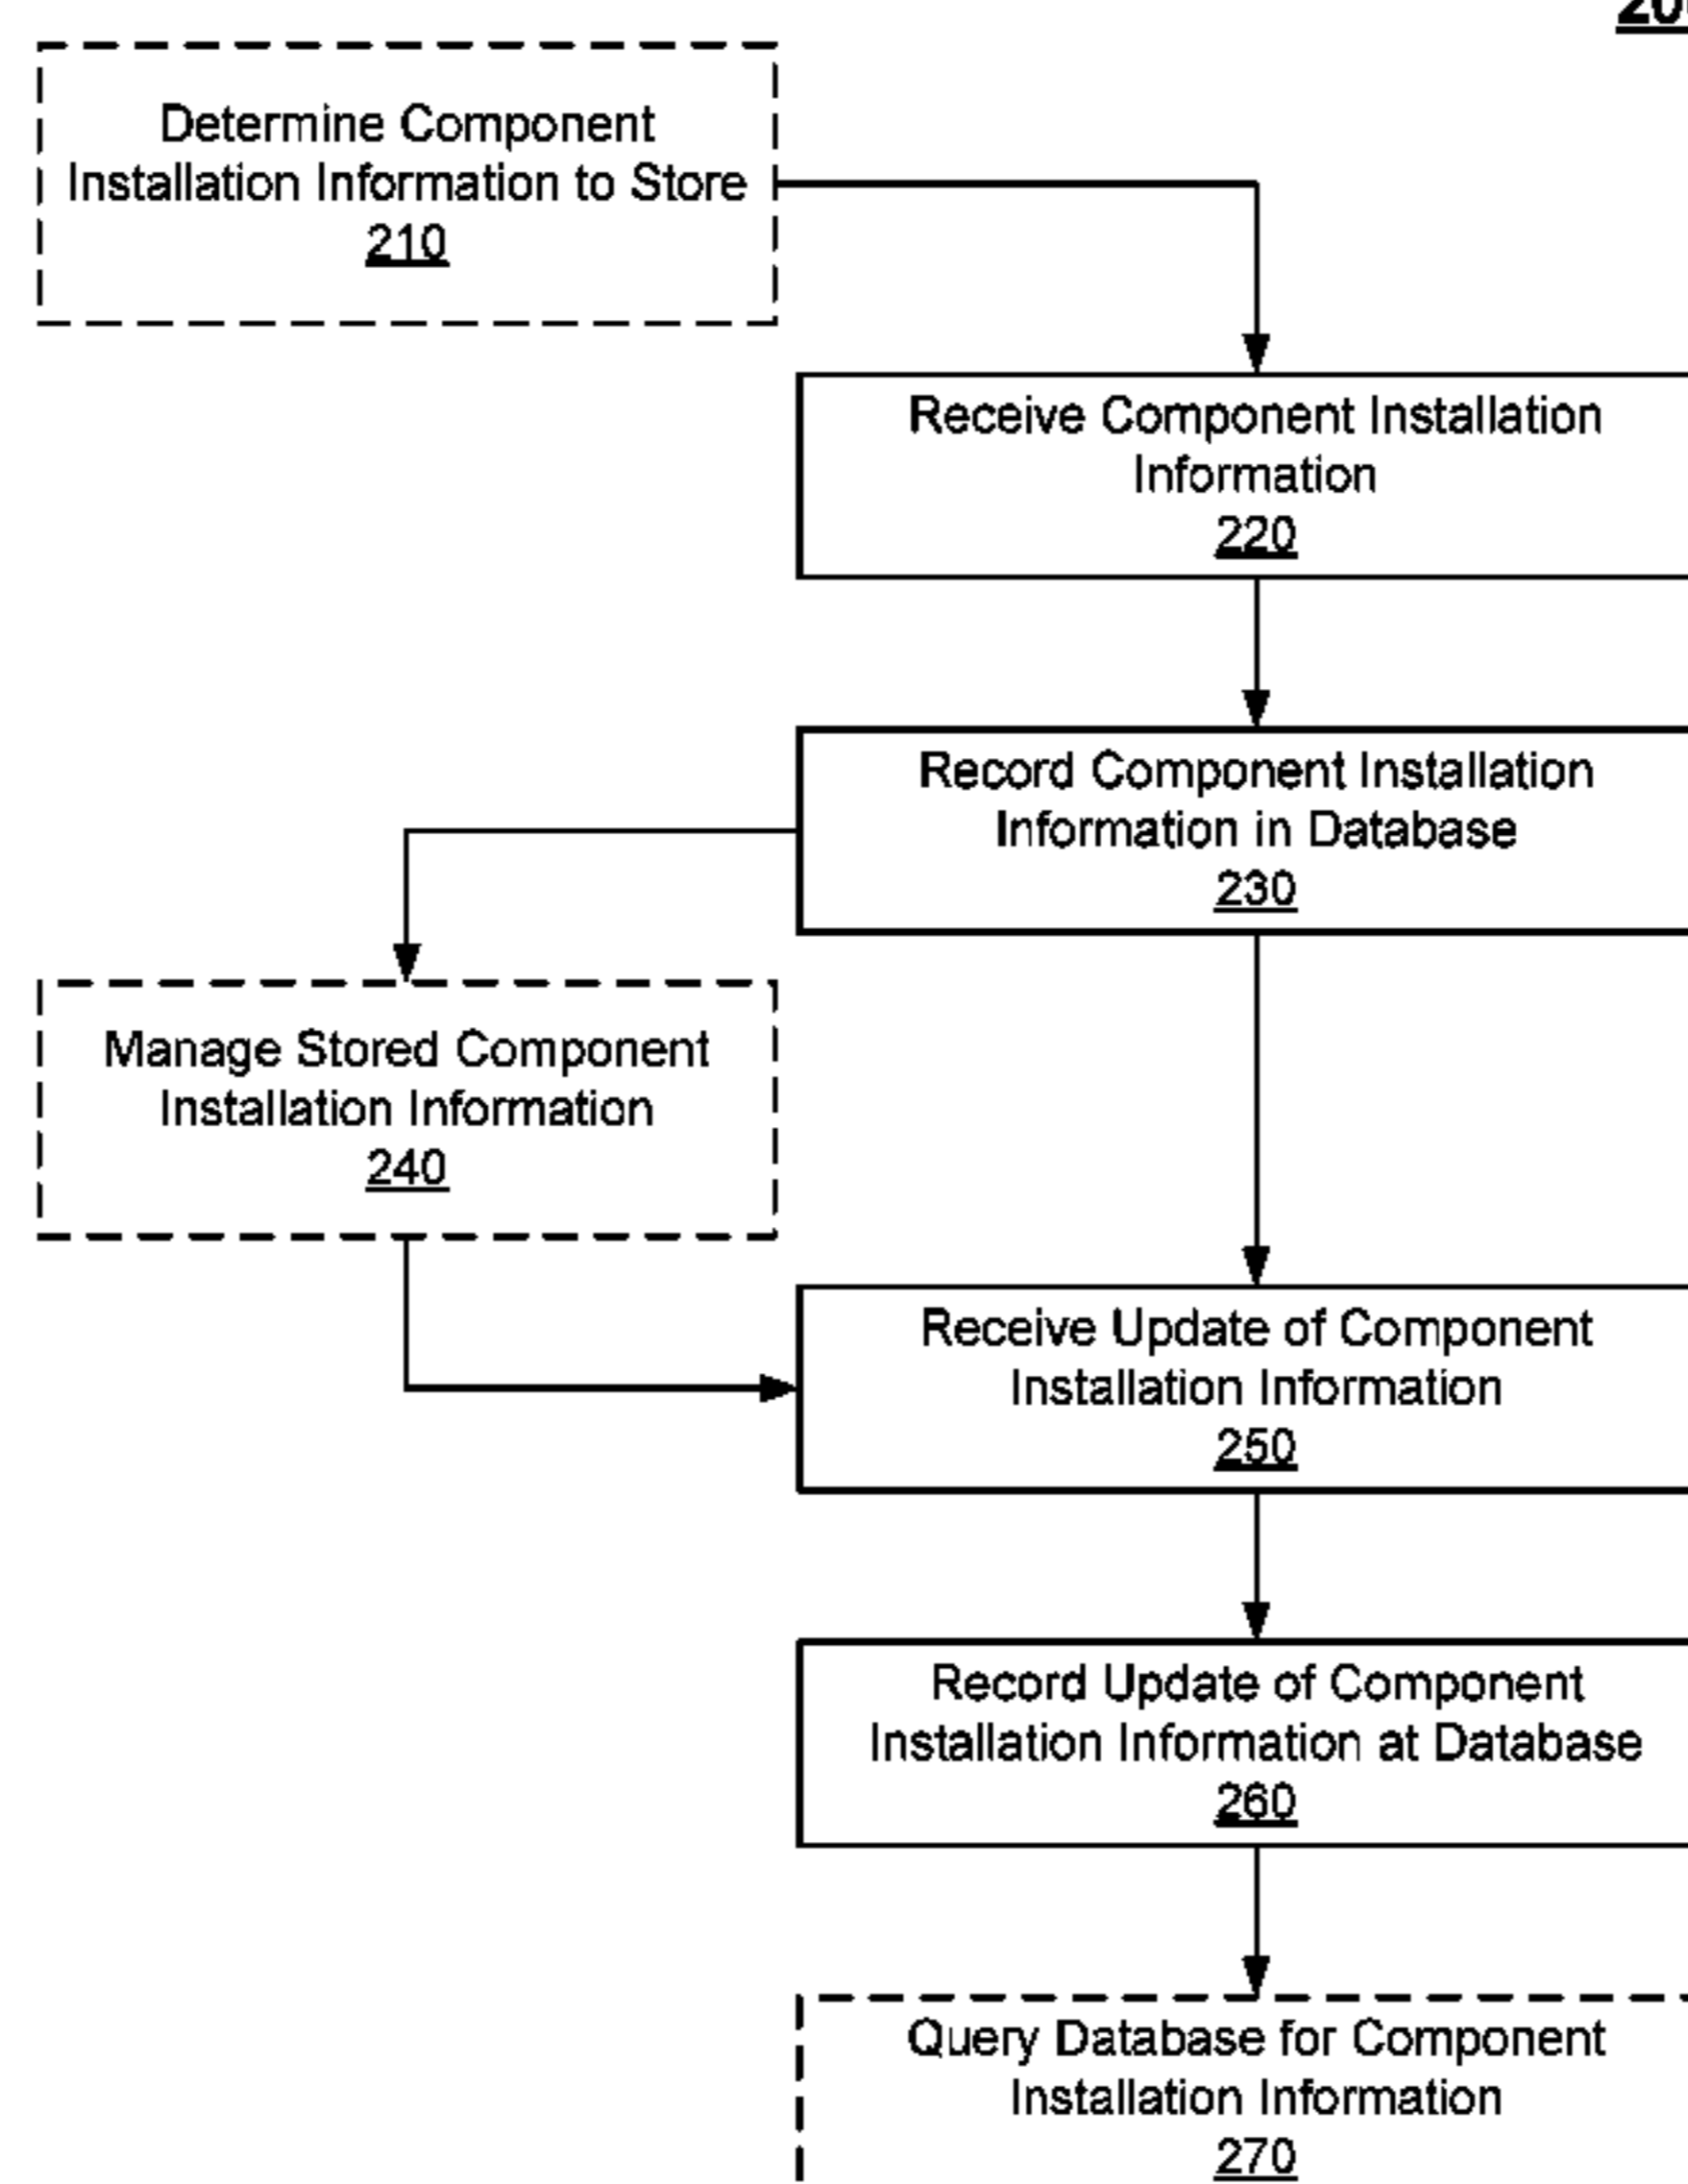 Determine Component
Installation Information to Store
210
Receive Component Installation
Information
220
Record Component Installation
Information in Database
230
Manage Stored Component
Installation Information
240
Receive Update of Component
Installation Information
250
Record Update of Component
Installation Information at Database
260
Query Database for Component
Installation Information
270